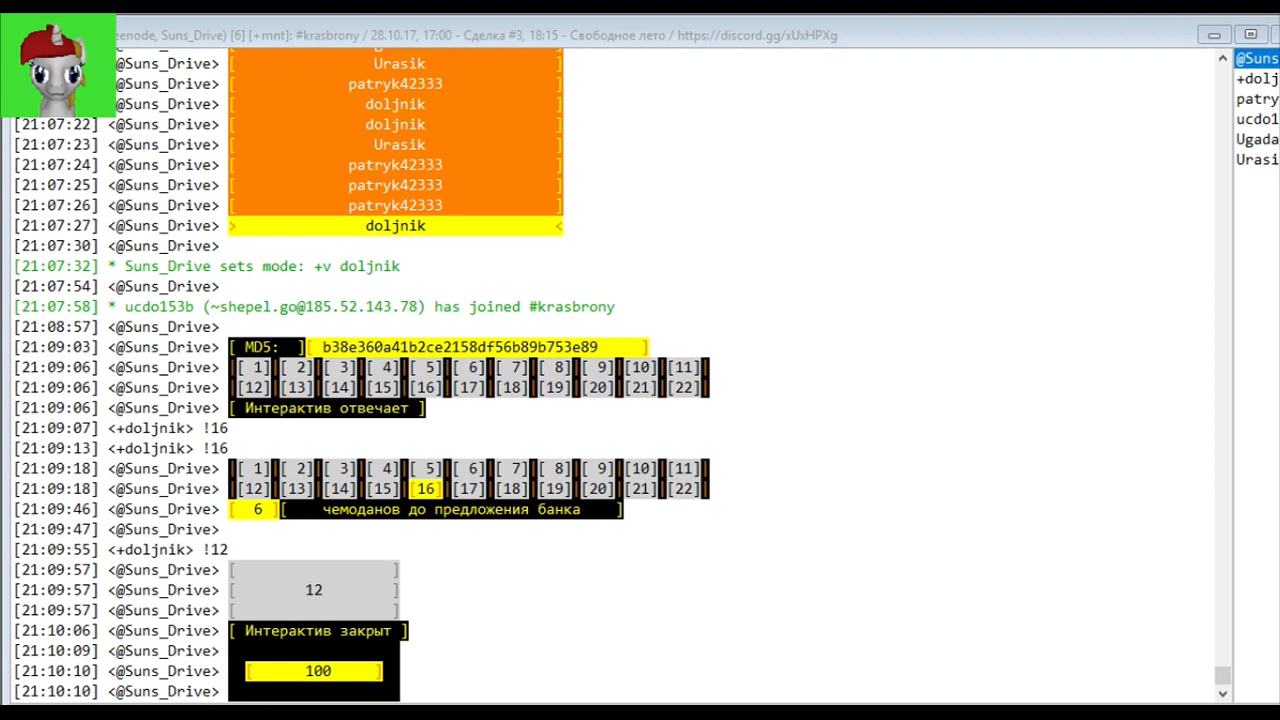 eenode, Suns_Drive) [6] [+mnt]: #krasbrony / 28.10.17, 17:00 - Сделка #3, 18:15 - Свободное лето / https://discord.gg/xUxHPXg
<@Suns_Drive> [ Urasik ]
<@Suns_Drive> [ patryk42333 ]
<@Suns_Drive> [ doljnik ]
[21:07:22] <@Suns_Drive> [ doljnik ]
[21:07:23] <@Suns_Drive> [ Urasik ]
[21:07:24] <@Suns_Drive> [ patryk42333 ]
[21:07:25] <@Suns_Drive> [ patryk42333 ]
[21:07:26] <@Suns_Drive> [ patryk42333 ]
[21:07:27] <@Suns_Drive> > doljnik <
[21:07:30] <@Suns_Drive>
[21:07:32] * Suns_Drive sets mode: +v doljnik
[21:07:54] <@Suns_Drive>
[21:07:58] * ucdo153b (~shepel.go@185.52.143.78) has joined #krasbrony
[21:08:57] <@Suns_Drive>
[21:09:03] <@Suns_Drive> [ MD5: ][ b38e360a41b2ce2158df56b89b753e89 ]
[21:09:06] <@Suns_Drive> |[ 1]|[ 2]|[ 3]|[ 4]|[ 5]|[ 6]|[ 7]|[ 8]|[ 9]|[10]|[11]|
[21:09:06] <@Suns_Drive> |[12]|[13]|[14]|[15]|[16]|[17]|[18]|[19]|[20]|[21]|[22]|
[21:09:06] <@Suns_Drive> [ Интерактив отвечает ]
[21:09:07] <+doljnik> !16
[21:09:13] <+doljnik> !16
[21:09:18] <@Suns_Drive> |[ 1]|[ 2]|[ 3]|[ 4]|[ 5]|[ 6]|[ 7]|[ 8]|[ 9]|[10]|[11]|
[21:09:18] <@Suns_Drive> |[12]|[13]|[14]|[15]|[16]|[17]|[18]|[19]|[20]|[21]|[22]|
[21:09:46] <@Suns_Drive> [ 6 ][ чемоданов до предложения банка ]
[21:09:47] <@Suns_Drive>
[21:09:55] <+doljnik> !12
[21:09:57] <@Suns_Drive> [ ]
[21:09:57] <@Suns_Drive> [ 12 ]
[21:09:57] <@Suns_Drive> [ ]
[21:10:06] <@Suns_Drive> [ Интерактив закрыт ]
[21:10:09] <@Suns_Drive>
[21:10:10] <@Suns_Drive> [ 100 ]
[21:10:10] <@Suns_Drive>
@Suns
+dolj
patry
ucdo1
Ugada
Urasi